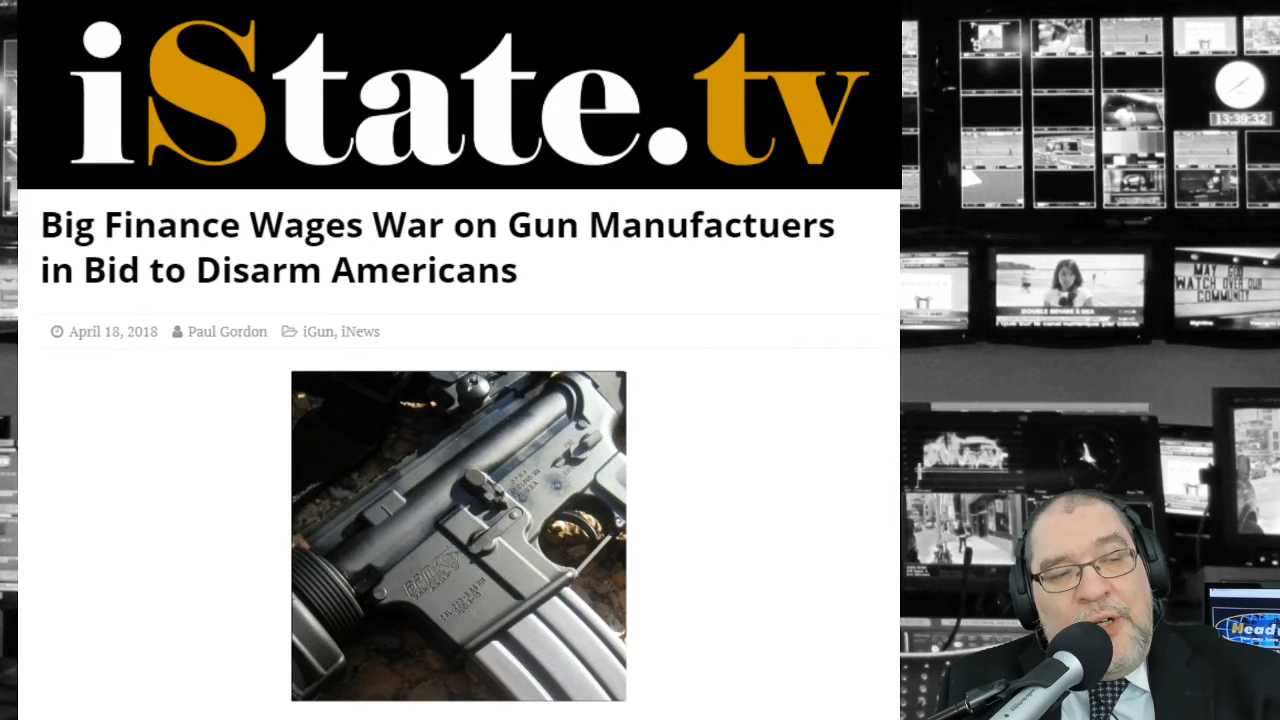 iState.tv
Big Finance Wages War on Gun Manufactuers
in Bid to Disarm Americans
April 18, 2018 Paul Gordon iGun, iNews
13:39:32
MAY GOD
WATCH OVER OUR
COMMUNITY